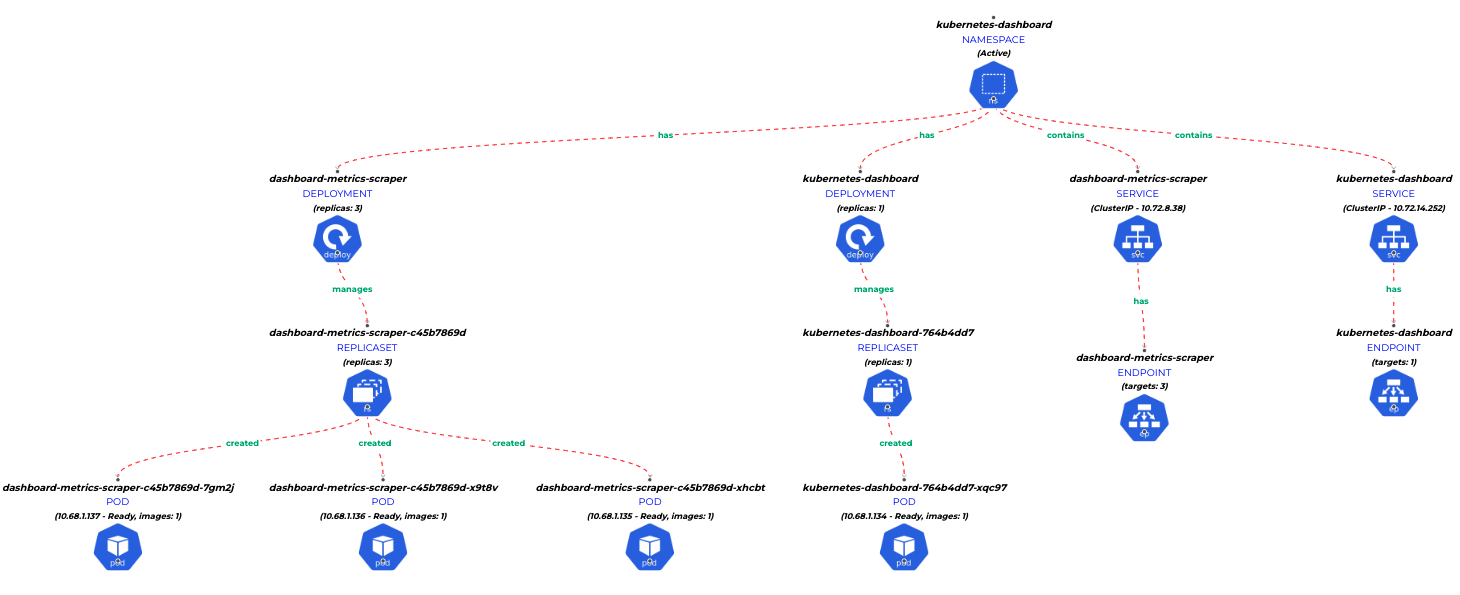 kubernetes-dashboard
NAMESPACE
(Active)
ns
has
has
contains
contains
dashboard-metrics-scraper
DEPLOYMENT
(replicas: 3)
deploy
kubernetes-dashboard
DEPLOYMENT
(replicas: 1)
deploy
dashboard-metrics-scraper
SERVICE
(ClusterIP - 10.72.8.38)
svc
kubernetes-dashboard
SERVICE
(ClusterIP - 10.72.14.252)
svc
manages
manages
has
has
dashboard-metrics-scraper-c45b7869d
REPLICASET
(replicas: 3)
rs
kubernetes-dashboard-764b4dd7
REPLICASET
(replicas: 1)
rs
dashboard-metrics-scraper
ENDPOINT
(targets: 3)
ep
kubernetes-dashboard
ENDPOINT
(targets: 1)
ep
created
created
created
created
dashboard-metrics-scraper-c45b7869d-7gm2j
POD
(10.68.1.137 - Ready, images: 1)
pod
dashboard-metrics-scraper-c45b7869d-x9t8v
POD
(10.68.1.136 - Ready, images: 1)
pod
dashboard-metrics-scraper-c45b7869d-xhcbt
POD
(10.68.1.135 - Ready, images: 1)
pod
kubernetes-dashboard-764b4dd7-xqc97
POD
(10.68.1.134 - Ready, images: 1)
pod